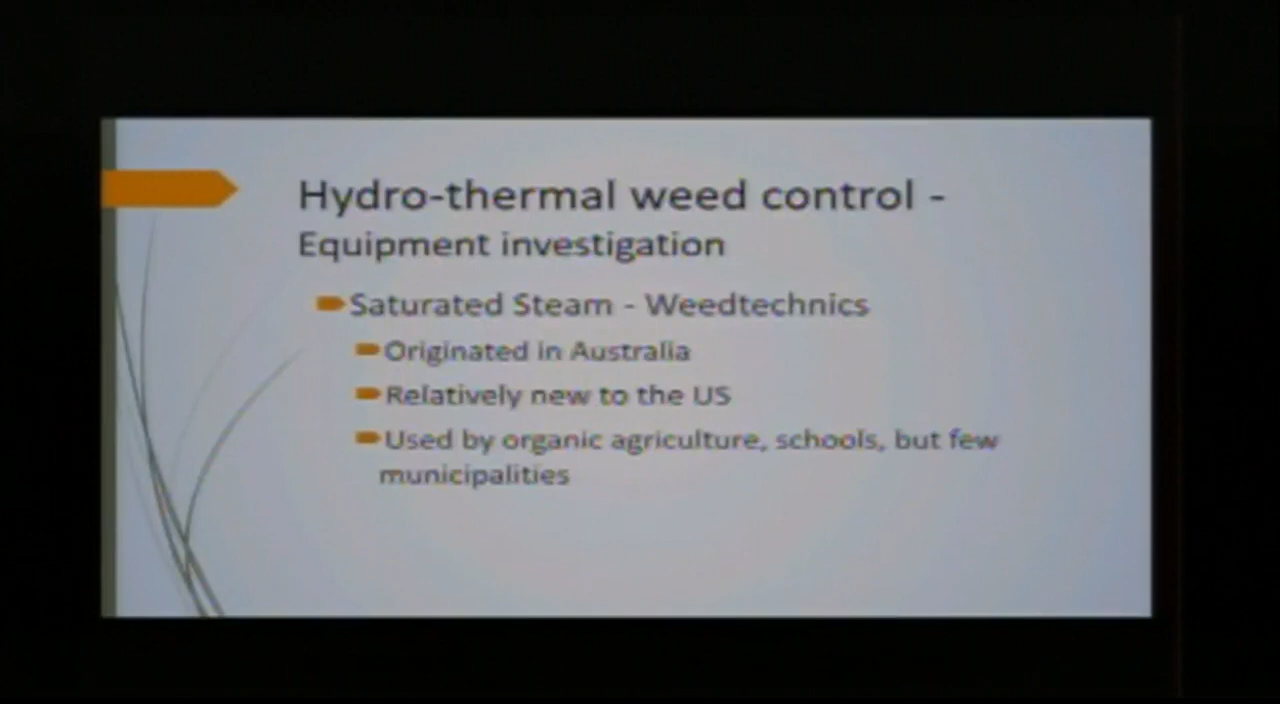 Hydro-thermal weed control -
Equipment investigation
Saturated Steam - Weedtechnics
Originated in Australia
Relatively new to the US
Used by organic agriculture, schools, but few
municipalities